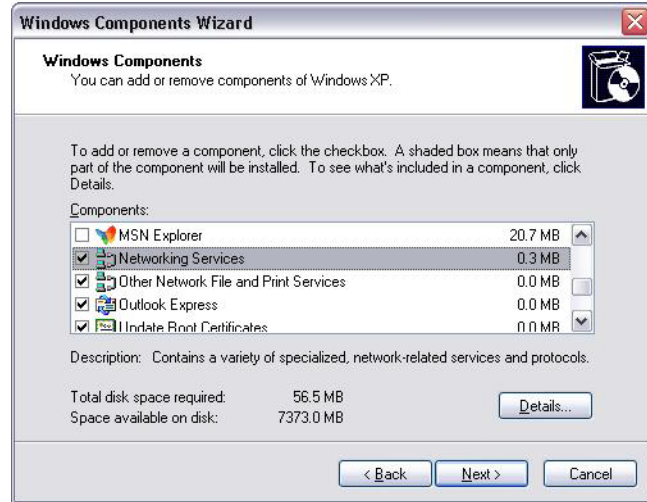 Windows Components Wizard
Windows Components
You can add or remove components of Windows XP.
To add or remove a component, click the checkbox. A shaded box means that only
part of the component will be installed. To see what's included in a component, click
Details.
Components:
MSN Explorer 20.7 MB
Networking Services 0.3 MB
Other Network File and Print Services 0.0 MB
Outlook Express 0.0 MB
Update Root Certificates 0.0 MB
Description: Contains a variety of specialized, network-related services and protocols.
Total disk space required: 56.5 MB
Space available on disk: 7373.0 MB
Details...
< Back Next > Cancel